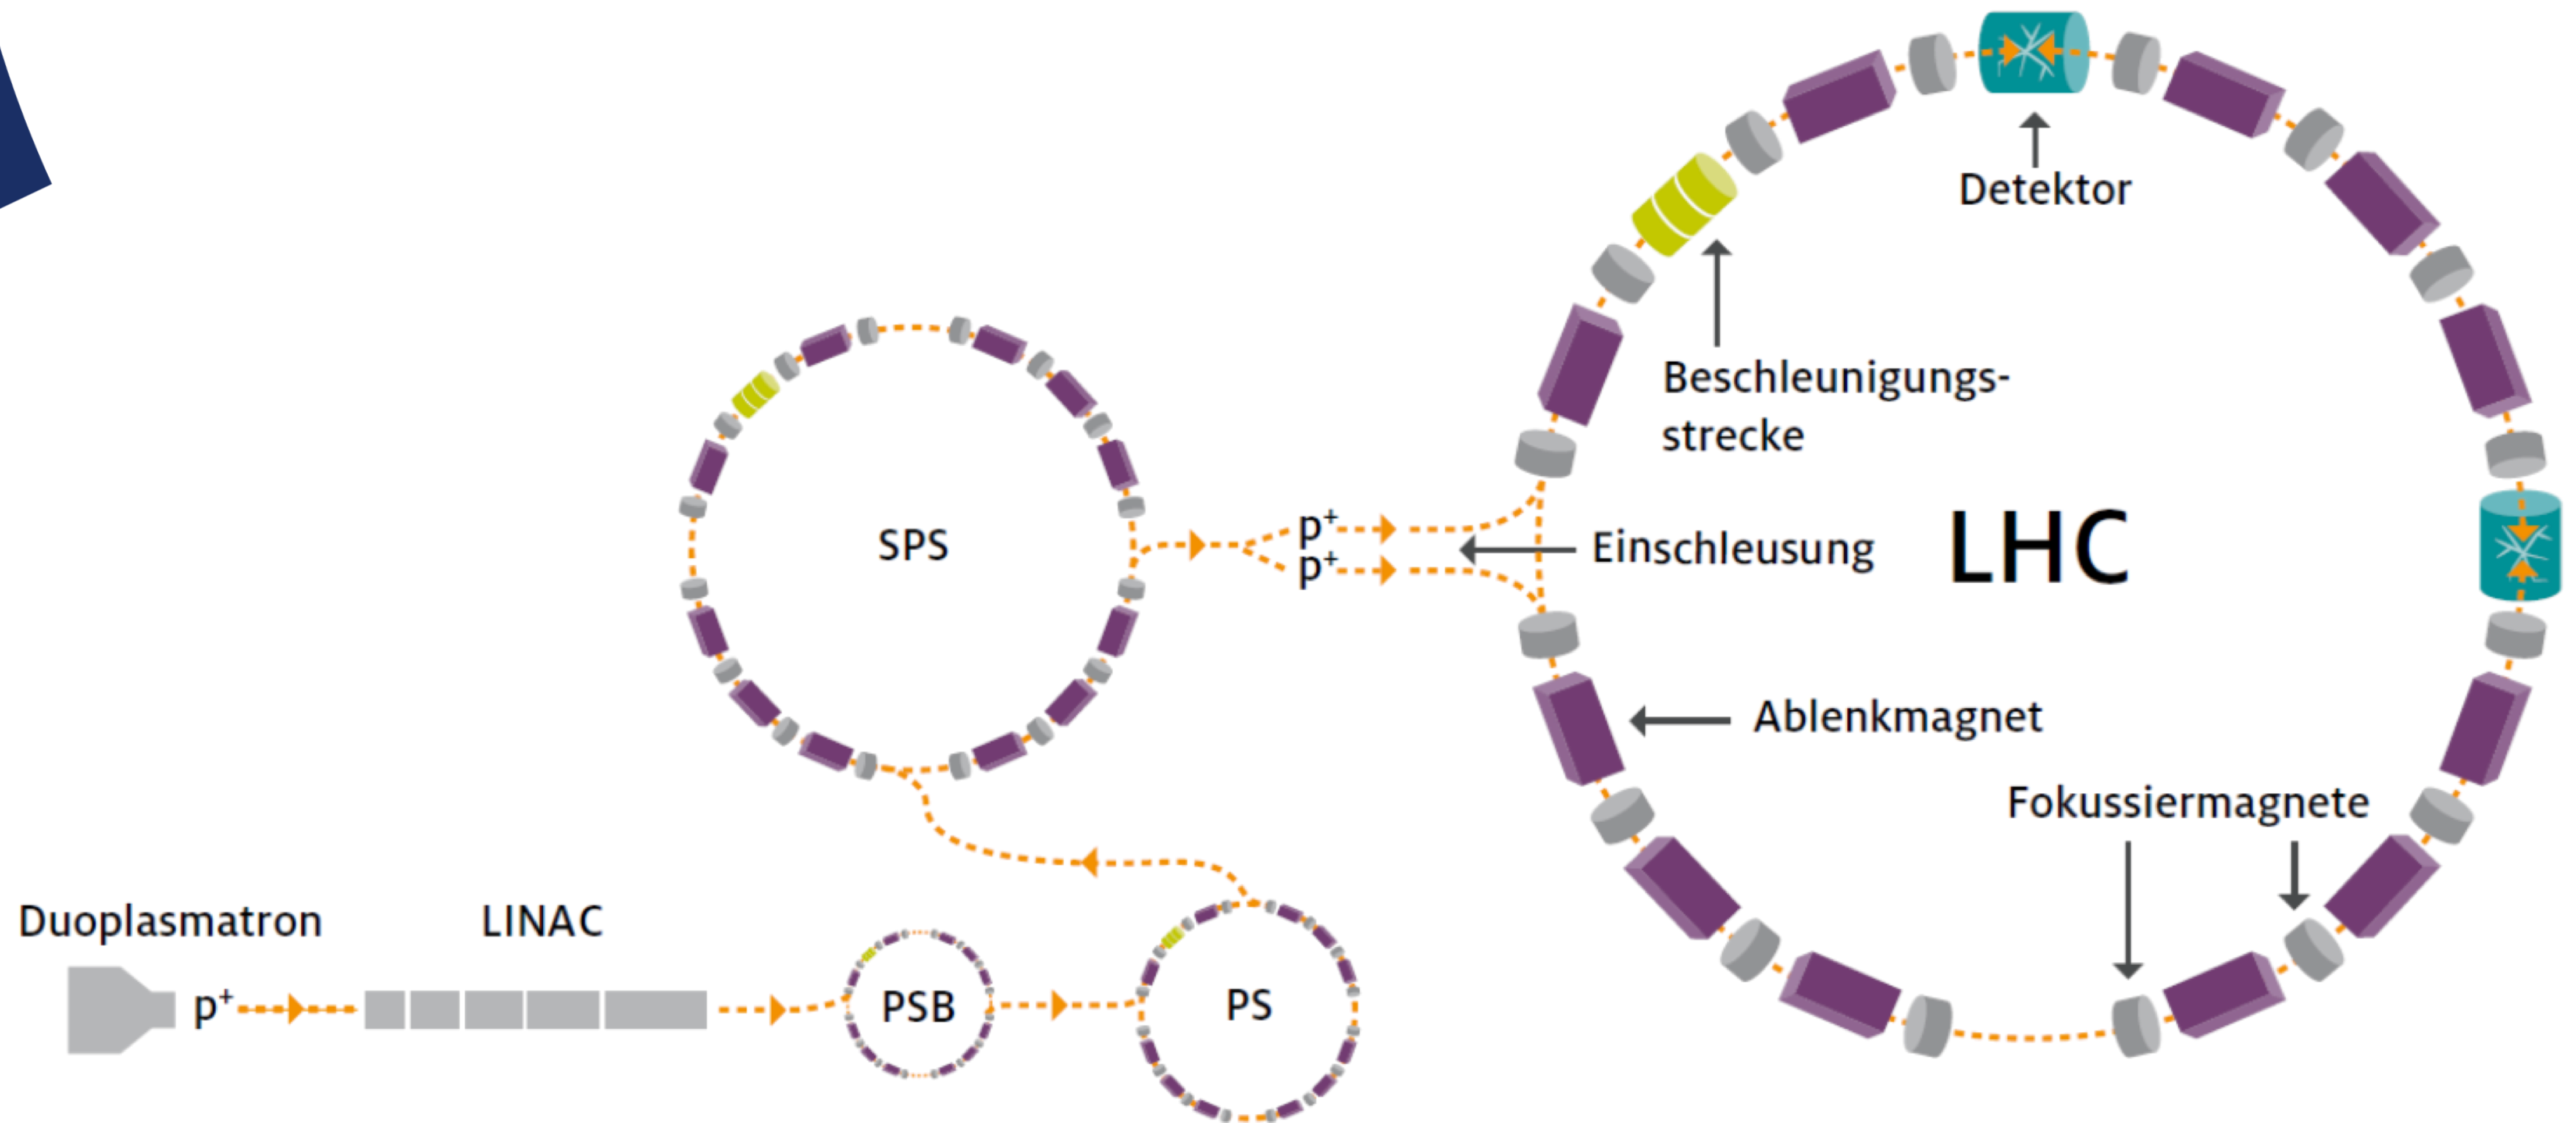 Detektor
Beschleunigungs-
strecke
SPS
p⁺
p⁺
Einschleusung
LHC
Ablenkmagnet
Fokussiermagnete
Duoplasmatron
LINAC
p⁺
PSB
PS